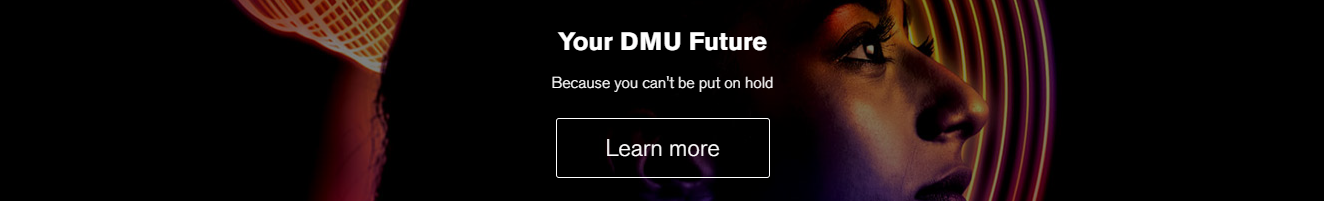 Your DMU Future
Because you can't be put on hold
Learn more